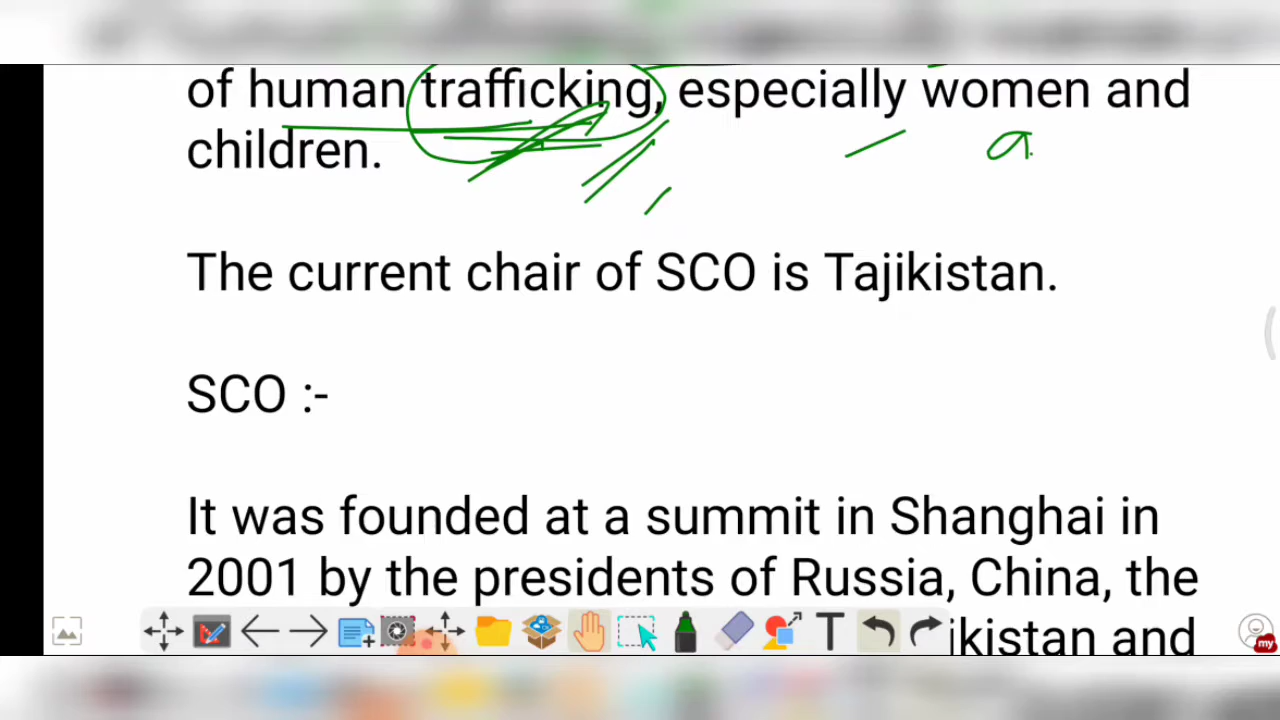 of human trafficking, especially women and
children.
a
The current chair of SCO is Tajikistan.
SCO :-
It was founded at a summit in Shanghai in
2001 by the presidents of Russia, China, the
ikistan and
T
my